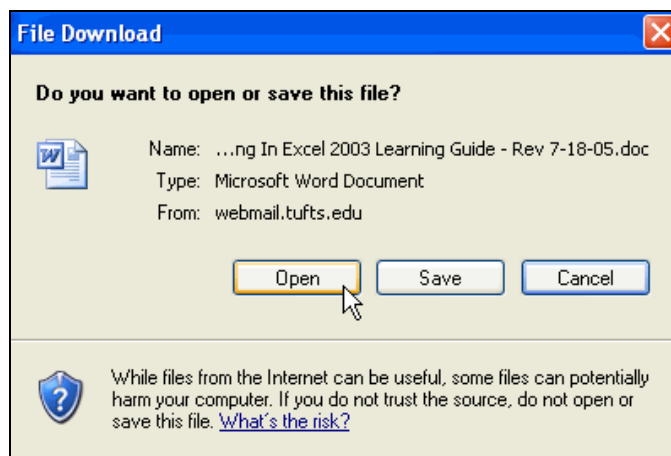 File Download
Do you want to open or save this file?
Name: ...ng In Excel 2003 Learning Guide - Rev 7-18-05.doc
Type: Microsoft Word Document
From: webmail.tufts.edu
Open Save Cancel
While files from the Internet can be useful, some files can potentially
harm your computer. If you do not trust the source, do not open or
save this file. What's the risk?